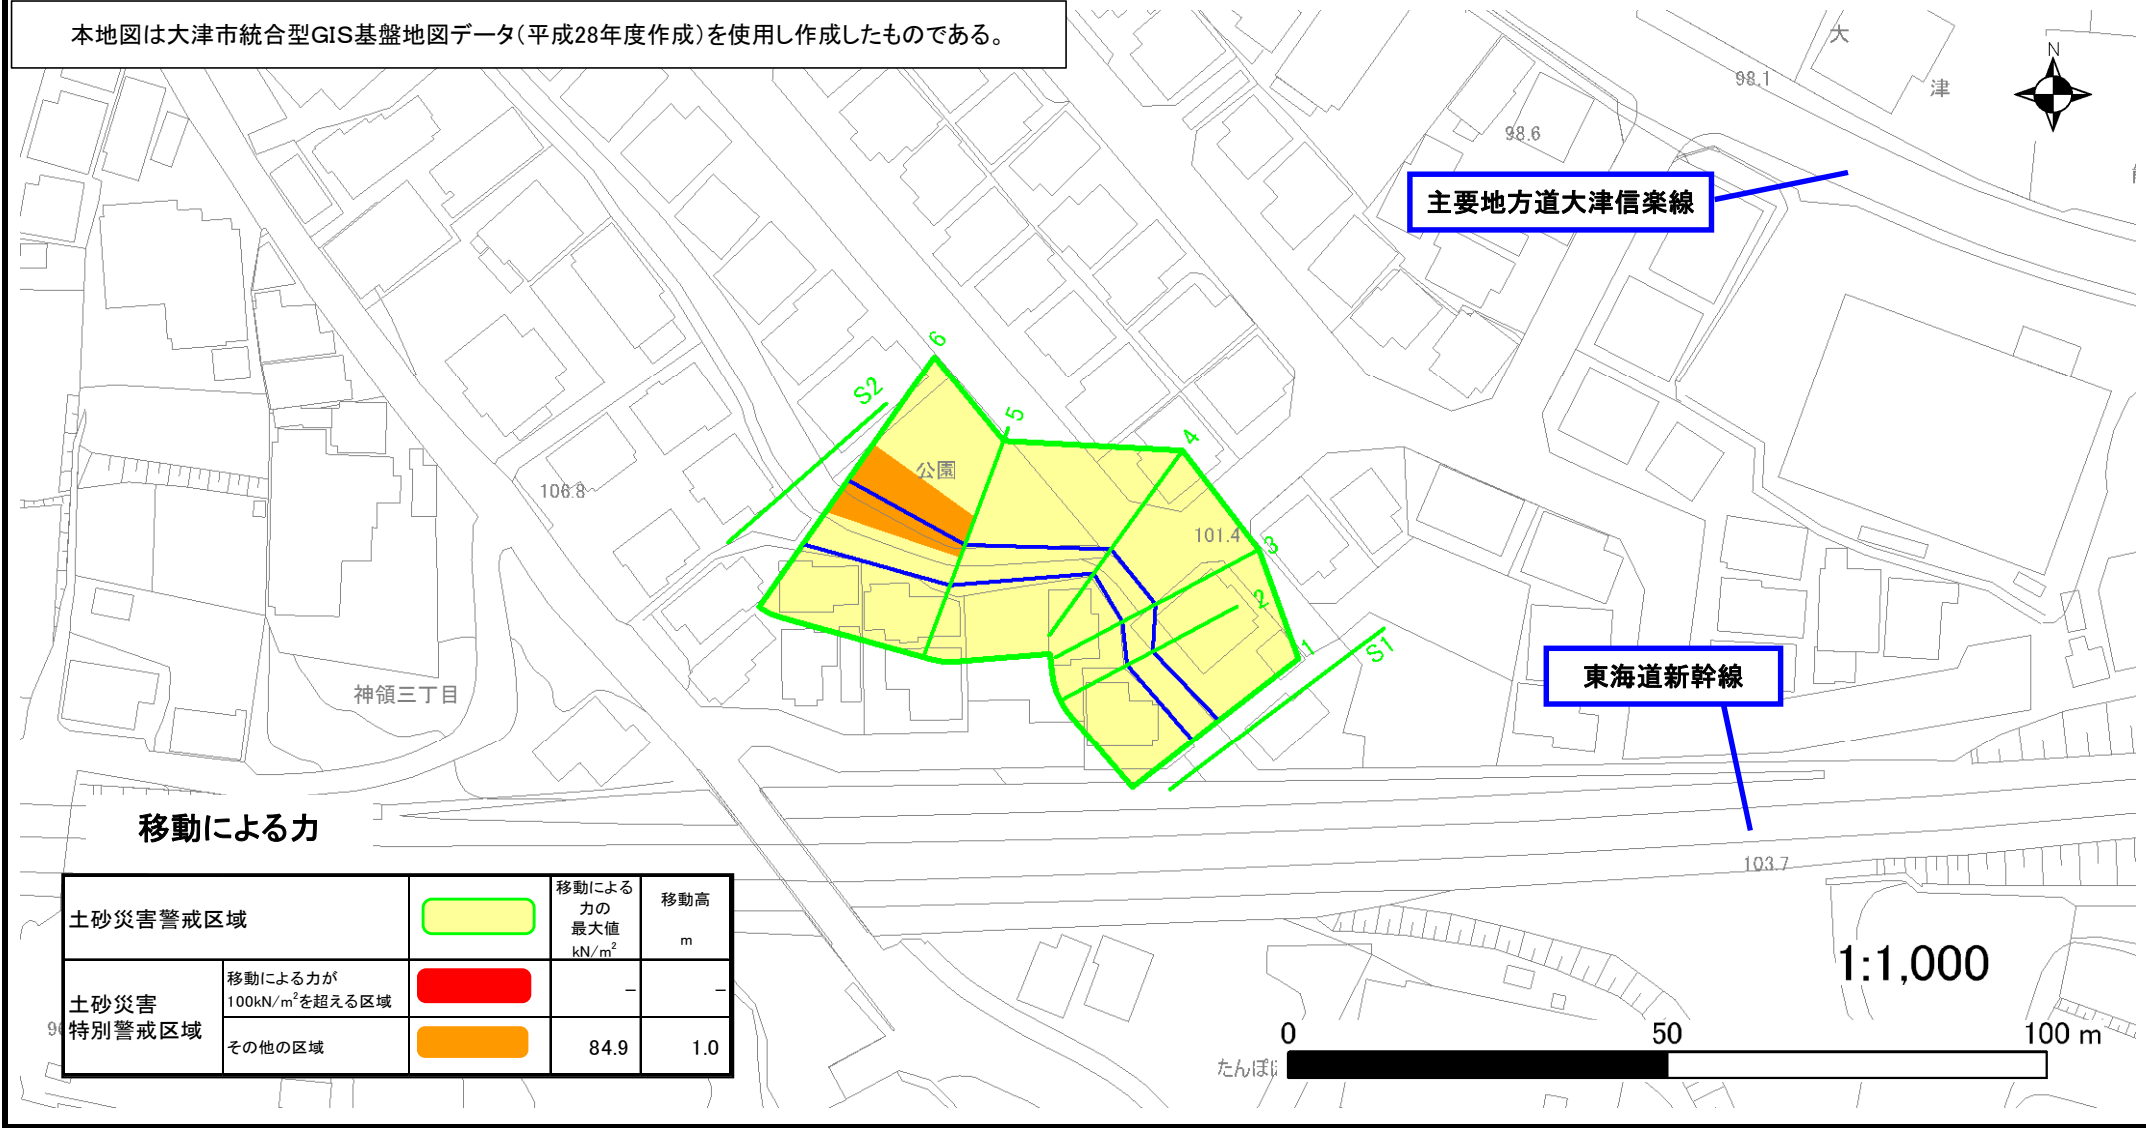 本地図は大津市統合型GIS基盤地図データ(平成28年度作成)を使用し作成したものである。
大
津
N
98.1
98.6
主要地方道大津信楽線
6
S2
5
4
公園
106.8
101.4
3
2
1
S1
神領三丁目
東海道新幹線
103.7
移動による力
土砂災害警戒区域
移動による
力の
最大値
kN/m²
移動高
m
土砂災害
特別警戒区域
移動による力が
100kN/m²を超える区域
-
-
その他の区域
84.9
1.0
1:1,000
0
50
100 m
たんぽぽ